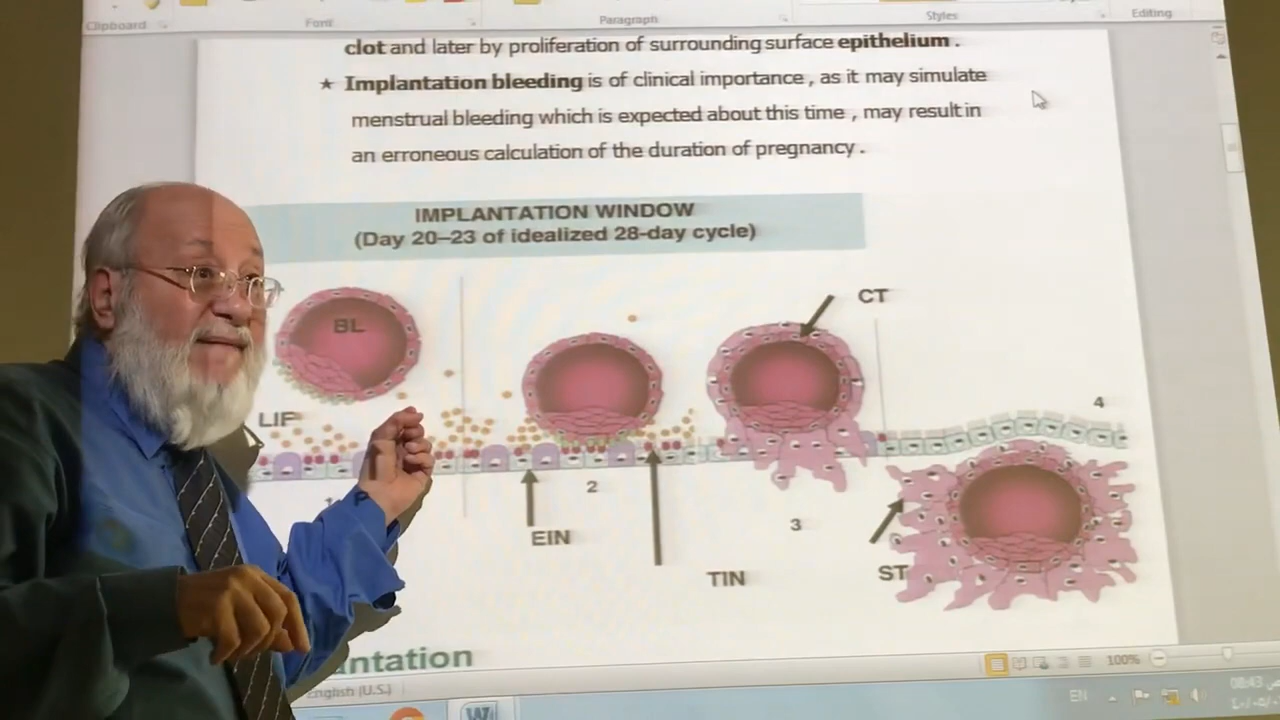 Clipboard
Font
Paragraph
Styles
Editing
clot and later by proliferation of surrounding surface epithelium .
★ Implantation bleeding is of clinical importance , as it may simulate
menstrual bleeding which is expected about this time , may result in
an erroneous calculation of the duration of pregnancy .
IMPLANTATION WINDOW
(Day 20–23 of idealized 28-day cycle)
BL
CT
LIF
4
1
2
EIN
3
TIN
ST
ntation
English (U.S.)
100%
EN
08:43